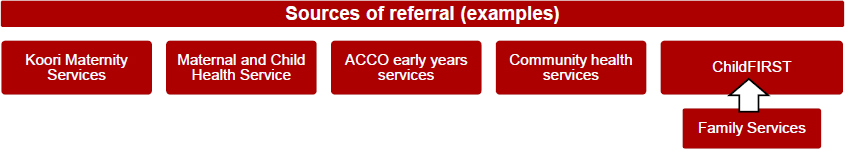 Sources of referral (examples)
Koori Maternity
Services
Maternal and Child
Health Service
ACCO early years
services
Community health
services
ChildFIRST
Family Services